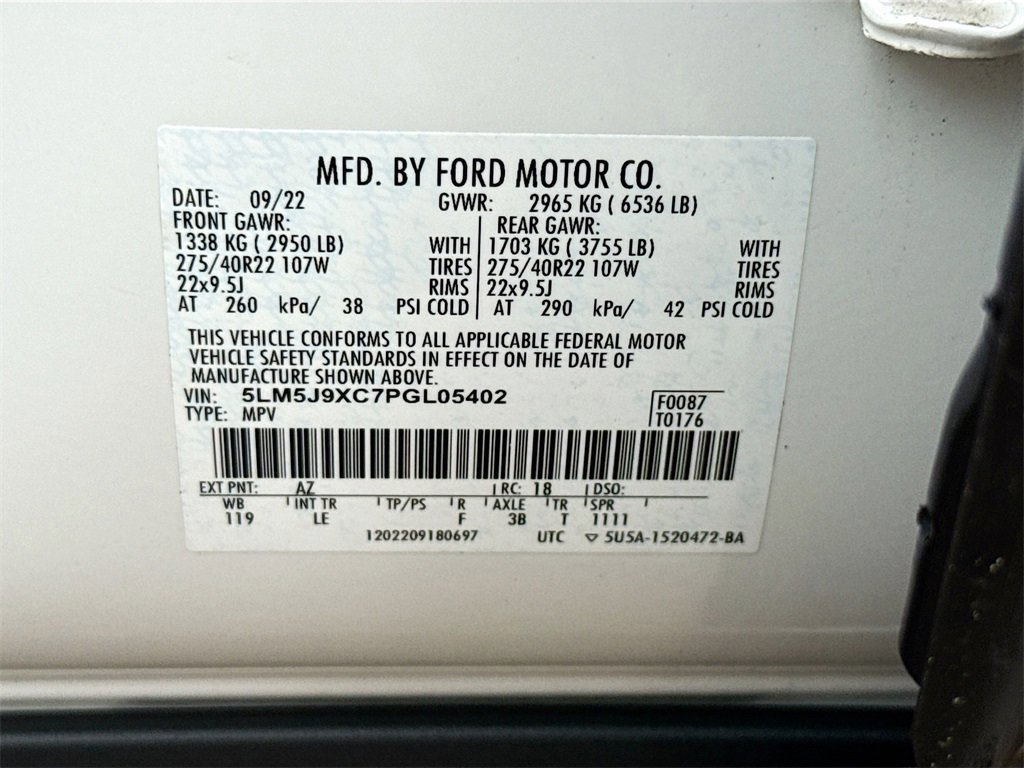 MFD. BY FORD MOTOR CO.
DATE: 09/22 GVWR: 2965 KG ( 6536 LB)
FRONT GAWR: REAR GAWR:
1338 KG ( 2950 LB) WITH 1703 KG ( 3755 LB) WITH
275/40R22 107W TIRES 275/40R22 107W TIRES
22x9.5J RIMS 22x9.5J RIMS
AT 260 kPa/ 38 PSI COLD AT 290 kPa/ 42 PSI COLD
THIS VEHICLE CONFORMS TO ALL APPLICABLE FEDERAL MOTOR
VEHICLE SAFETY STANDARDS IN EFFECT ON THE DATE OF
MANUFACTURE SHOWN ABOVE.
VIN: 5LM5J9XC7PGL05402 F0087
TYPE: MPV T0176
EXT PNT: AZ RC: 18 DSO:
WB INT TR TP/PS R AXLE TR SPR
119 LE F 3B T 1111
1202209180697 UTC ▽ 5U5A-1520472-BA